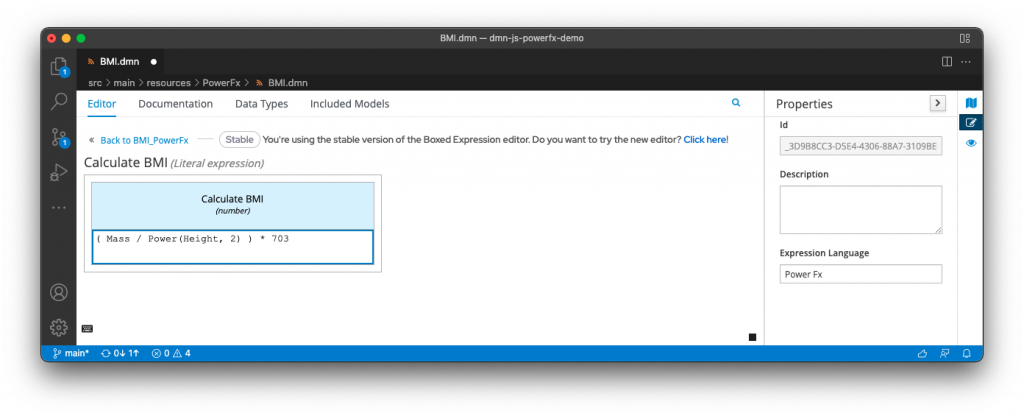 BMI.dmn — dmn-js-powerfx-demo
BMI.dmn
src > main > resources > PowerFx > BMI.dmn
Editor Documentation Data Types Included Models
Properties
« Back to BMI_PowerFx Stable You're using the stable version of the Boxed Expression editor. Do you want to try the new editor? Click here!
Calculate BMI (Literal expression)
Calculate BMI
(number)
( Mass / Power(Height, 2) ) * 703
Id
_3D9B8CC3-D5E4-4306-88A7-3109BE
Description
Expression Language
Power Fx
1
1
main* 0↓ 1↑ 0 4